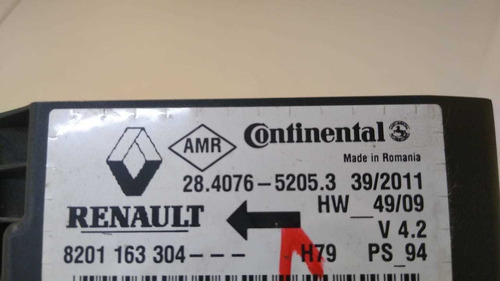 AMR Continental
Made in Romania
28.4076-5205.3 39/2011
RENAULT HW__49/09
V 4.2
8201 163 304--- H79 PS_94